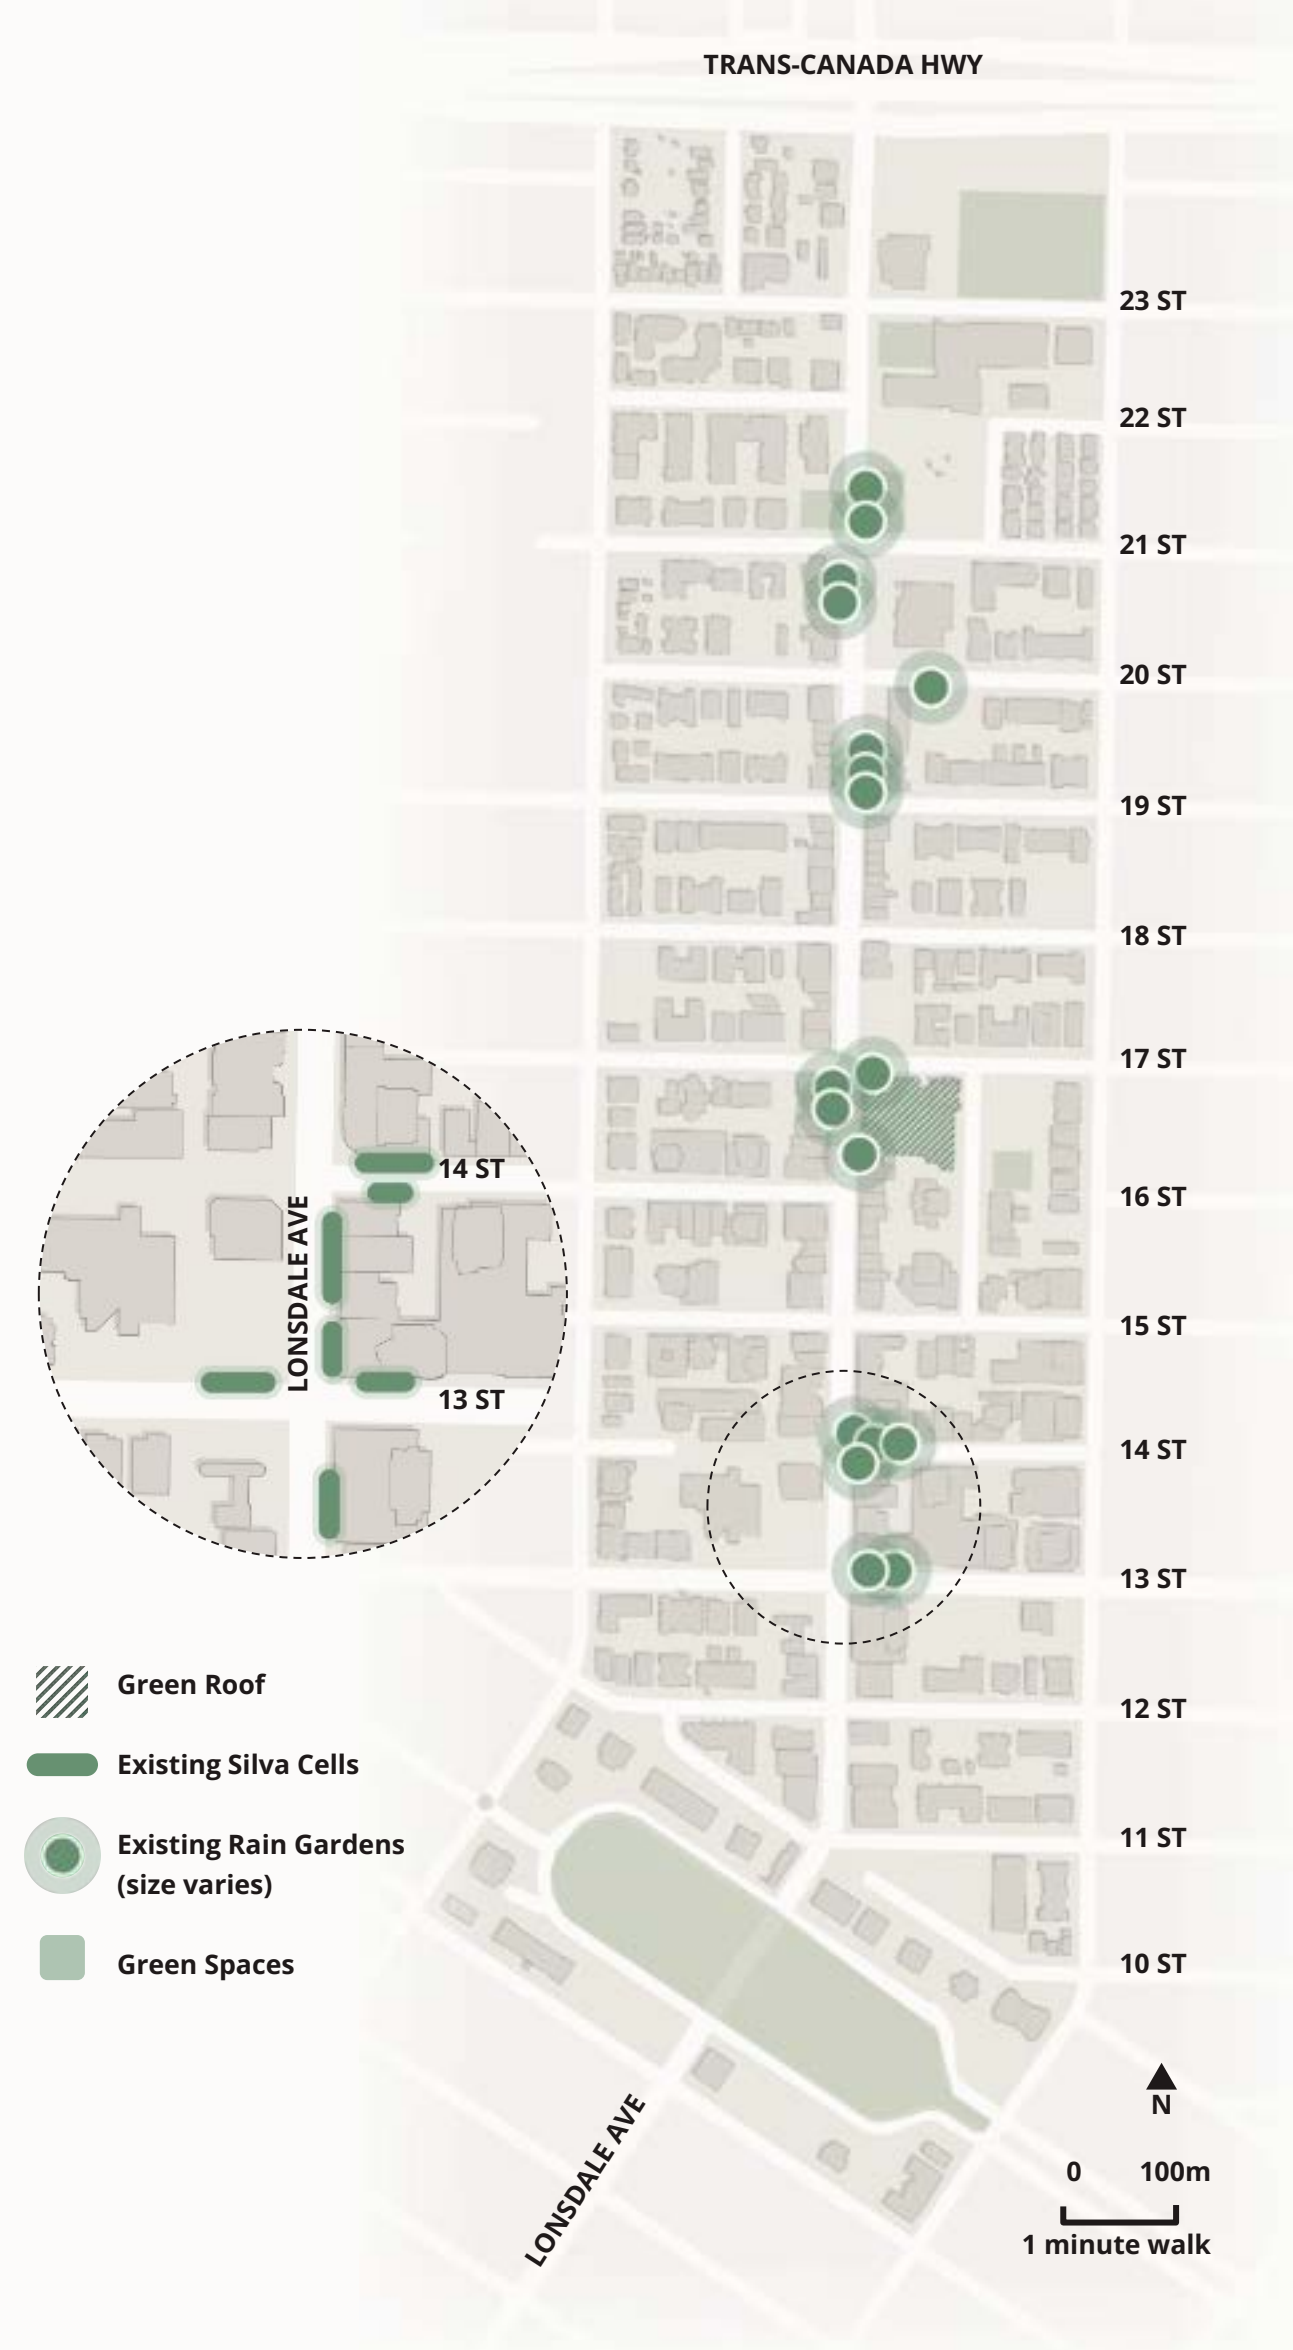 TRANS-CANADA HWY
23 ST
22 ST
21 ST
20 ST
19 ST
18 ST
17 ST
16 ST
15 ST
14 ST
13 ST
12 ST
11 ST
10 ST
14 ST
LONSDALE AVE
13 ST
Green Roof
Existing Silva Cells
Existing Rain Gardens
(size varies)
Green Spaces
LONSDALE AVE
N
0 100m
1 minute walk